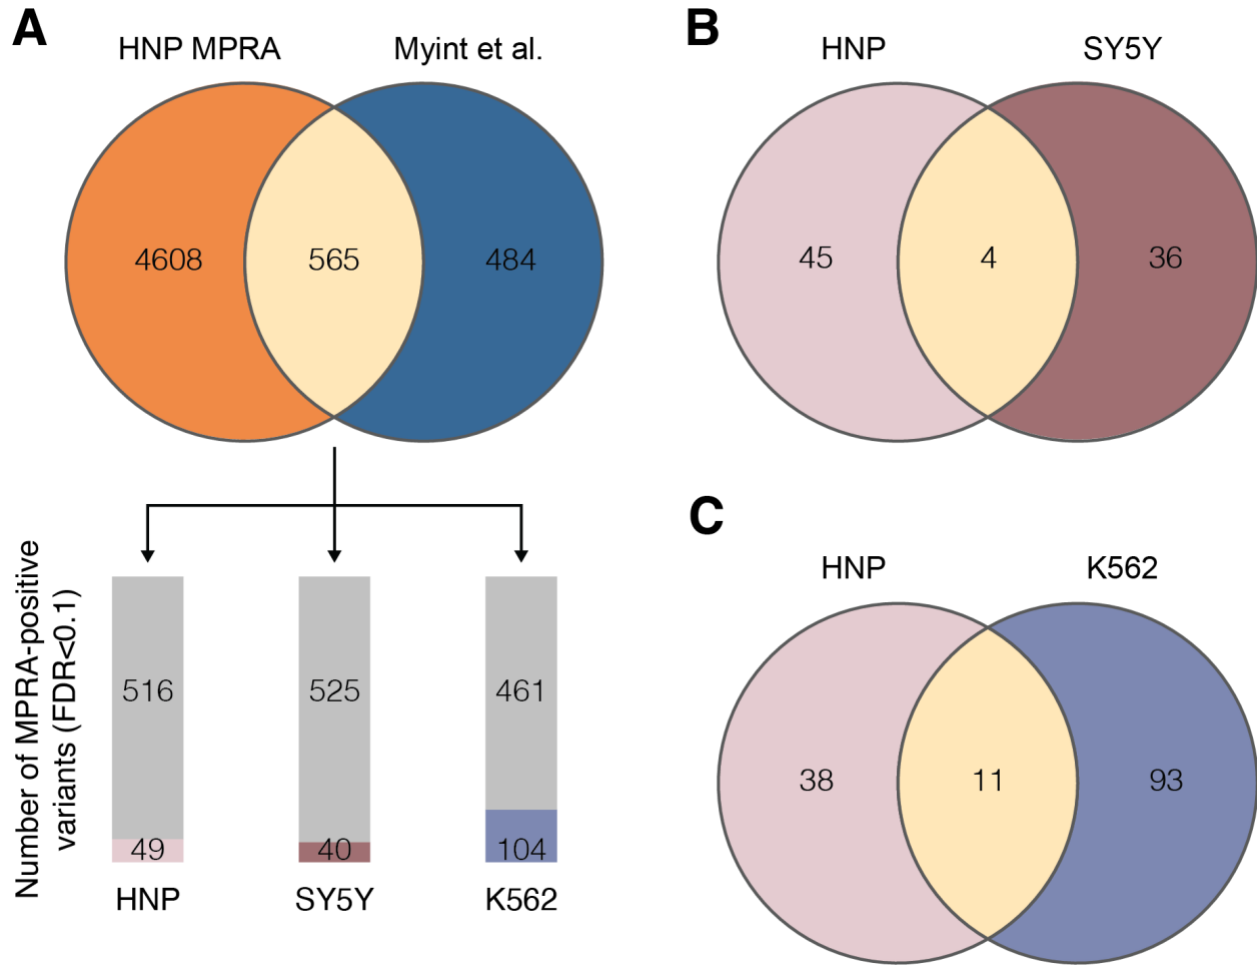 A
HNP MPRA
Myint et al.
4608
565
484
Number of MPRA-positive
variants (FDR<0.1)
516
525
461
49
40
104
HNP
SY5Y
K562
B
HNP
SY5Y
45
4
36
C
HNP
K562
38
11
93